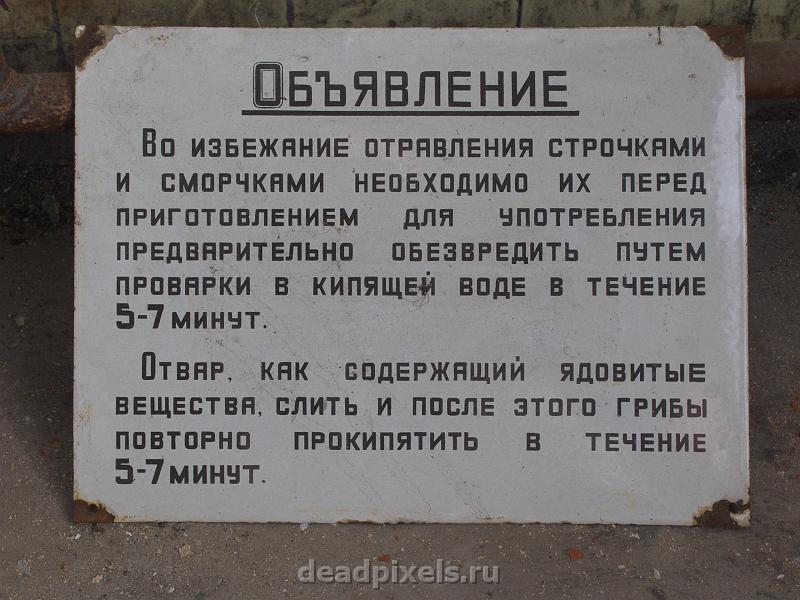 Объявление
Во избежание отравления строчками
и сморчками необходимо их перед
приготовлением для употребления
предварительно обезвредить путем
проварки в кипящей воде в течение
5-7 минут.
Отвар, как содержащий ядовитые
вещества, слить и после этого грибы
повторно прокипятить в течение
5-7 минут.
deadpixels.ru